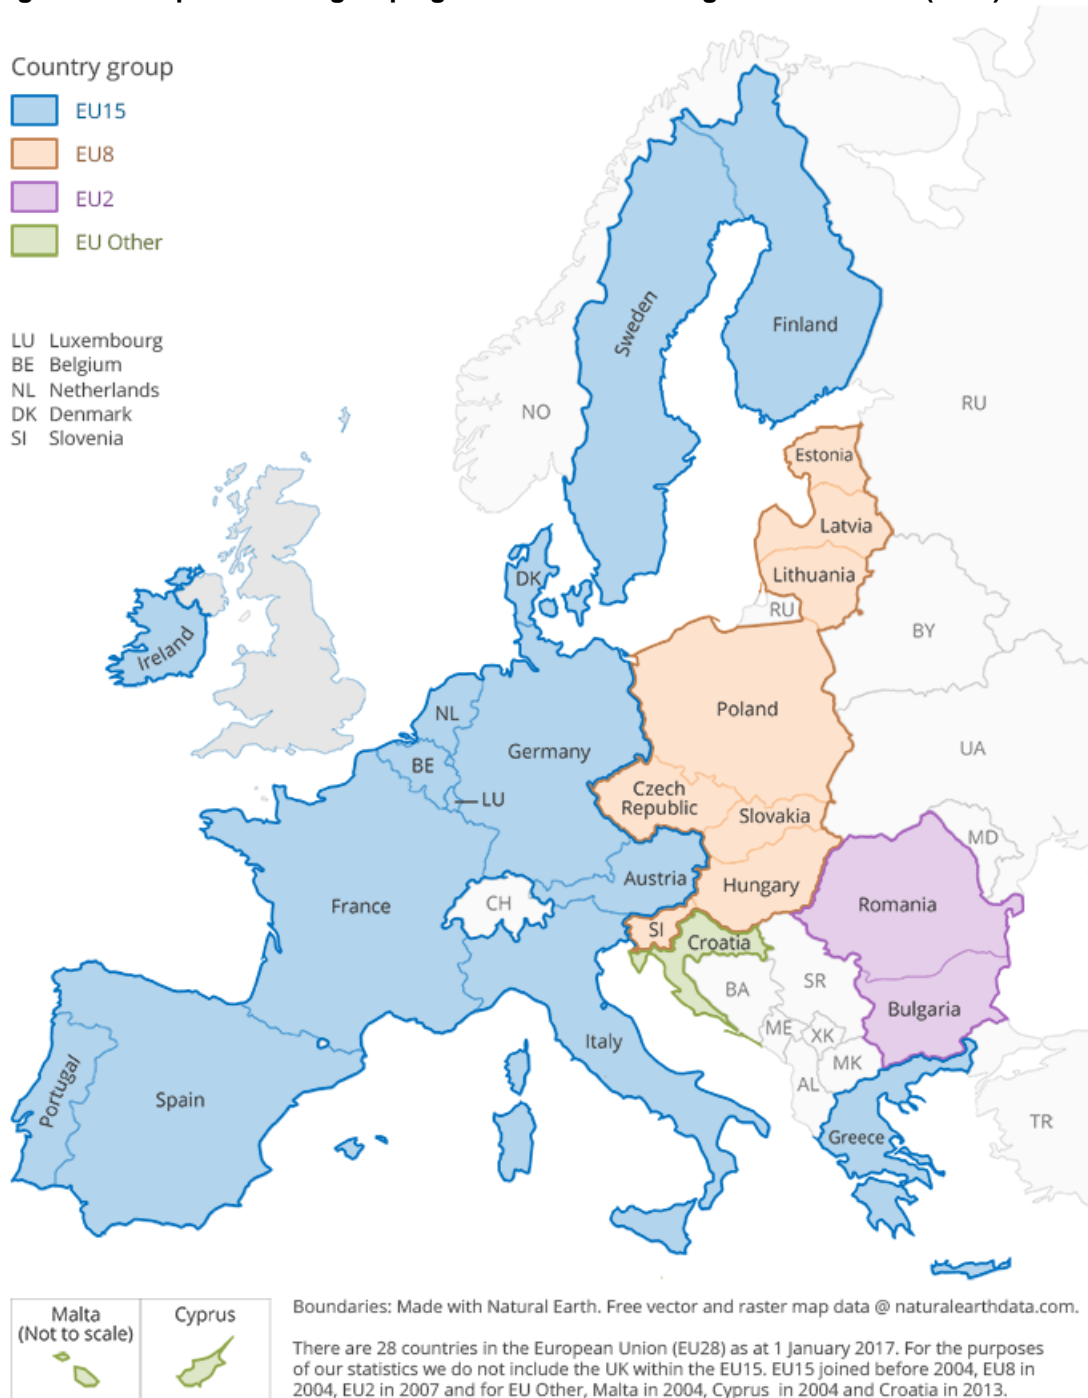 Country group
EU15
EU8
EU2
EU Other
LU Luxembourg
BE Belgium
NL Netherlands
DK Denmark
SI Slovenia
Sweden
Finland
NO
RU
Estonia
Latvia
Lithuania
DK
RU
Ireland
BY
NL
Poland
Germany
UA
BE
LU
Czech
Republic
Slovakia
MD
Austria
Hungary
CH
France
Romania
SI
Croatia
BA
SR
Bulgaria
ME
XK
Italy
MK
AL
Portugal
Spain
TR
Greece
Malta
(Not to scale)
Cyprus
Boundaries: Made with Natural Earth. Free vector and raster map data @ naturalearthdata.com.
There are 28 countries in the European Union (EU28) as at 1 January 2017. For the purposes
of our statistics we do not include the UK within the EU15. EU15 joined before 2004, EU8 in
2004, EU2 in 2007 and for EU Other, Malta in 2004, Cyprus in 2004 and Croatia in 2013.